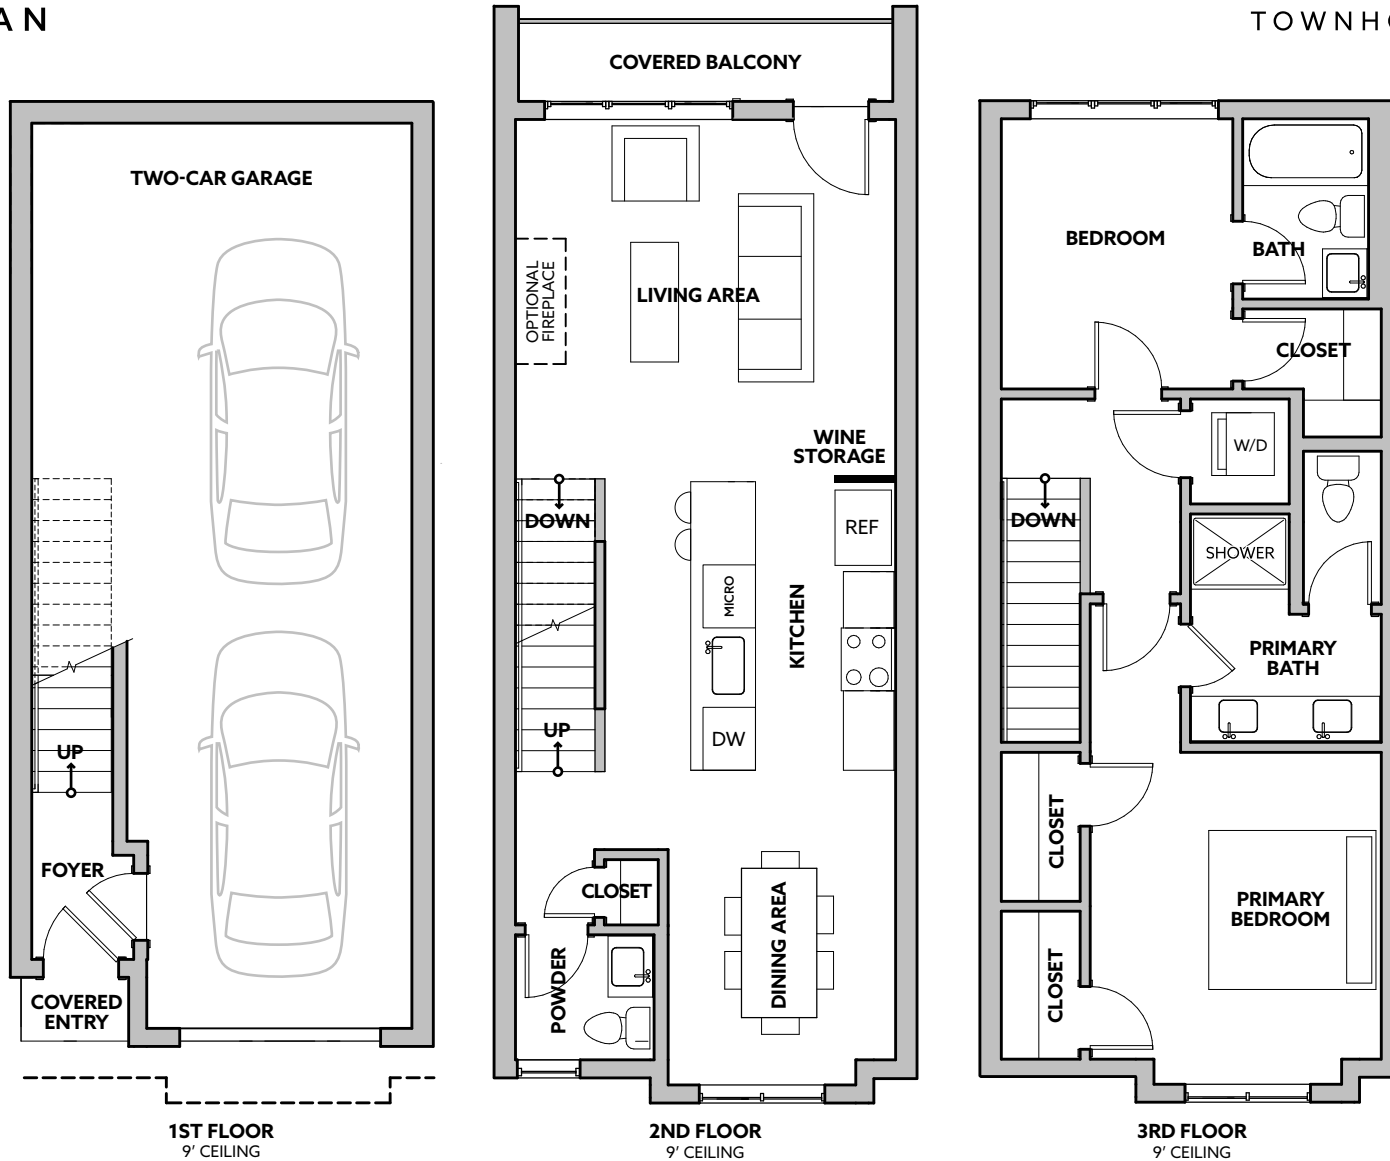 AN
TOWNHO
TWO-CAR GARAGE
UP
FOYER
COVERED
ENTRY
1ST FLOOR
9' CEILING
COVERED BALCONY
OPTIONAL
FIREPLACE
LIVING AREA
WINE
STORAGE
DOWN
REF
MICRO
KITCHEN
UP
DW
CLOSET
POWDER
DINING AREA
2ND FLOOR
9' CEILING
BEDROOM
BATH
CLOSET
W/D
DOWN
SHOWER
PRIMARY
BATH
CLOSET
PRIMARY
BEDROOM
CLOSET
3RD FLOOR
9' CEILING